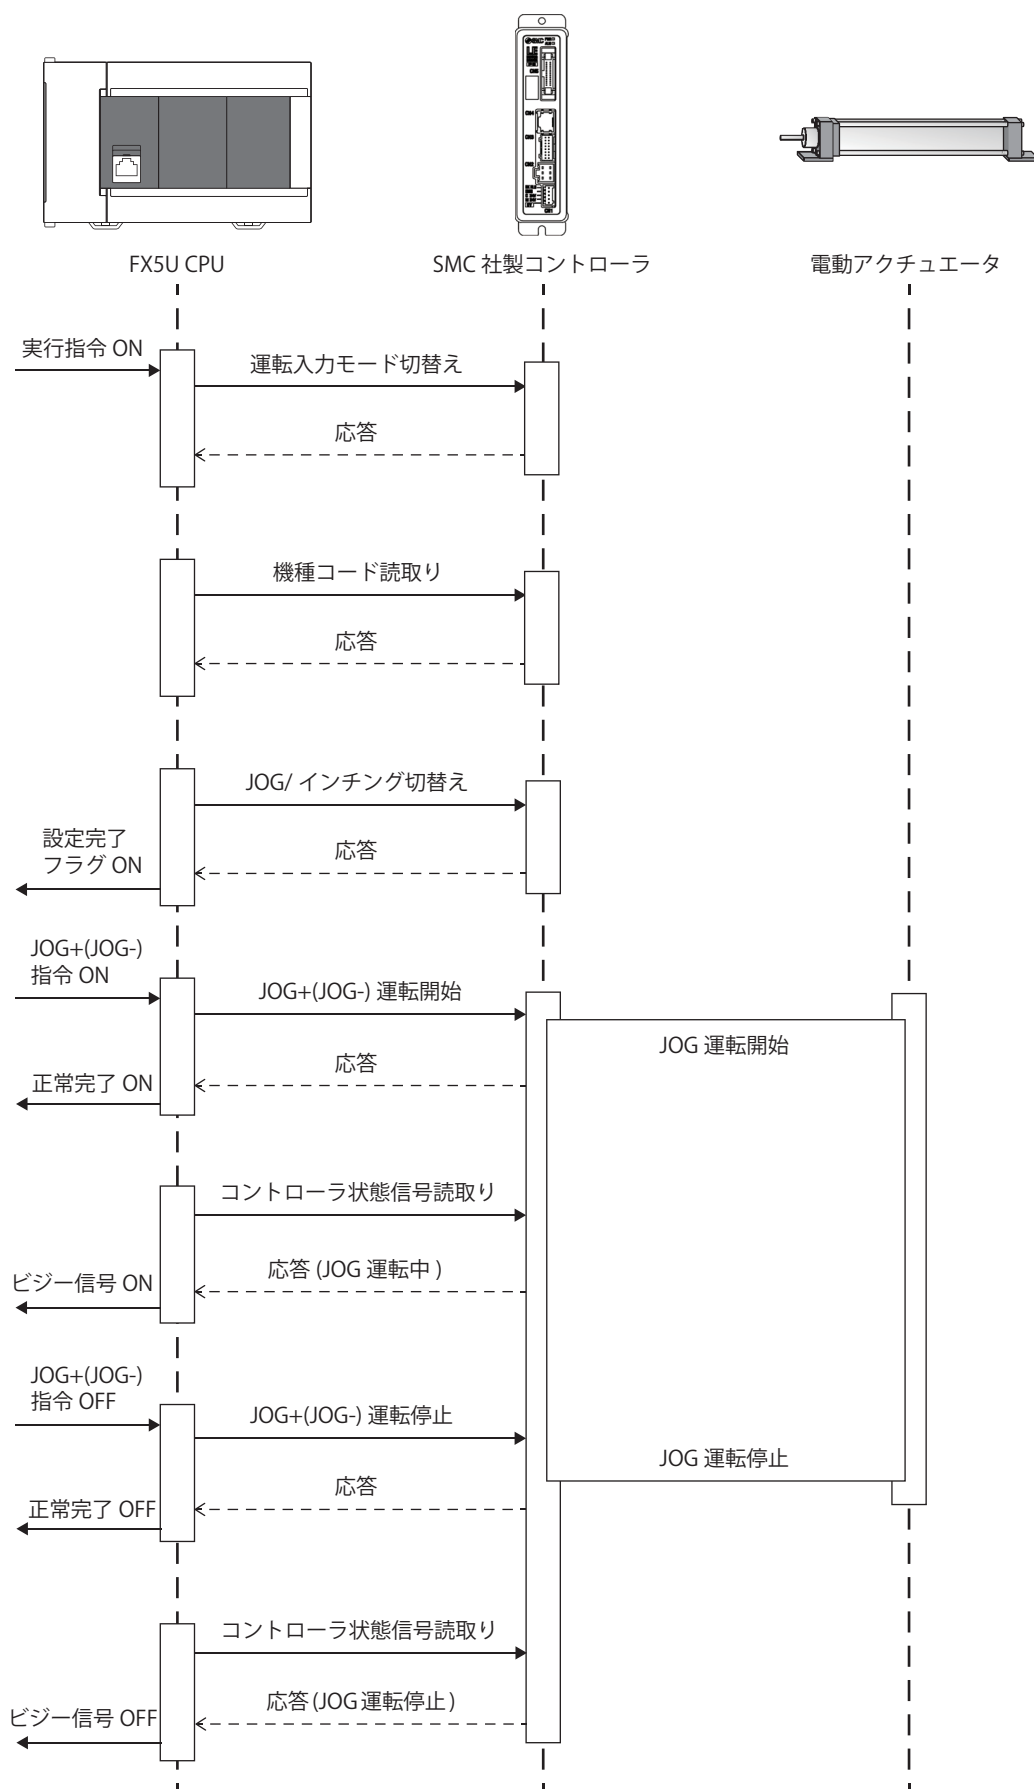 SMC
CN5
CN4
CN3
CN2
CN1
FX5U CPU
SMC 社製コントローラ
電動アクチュエータ
実行指令 ON
運転入力モード切替え
応答
機種コード読取り
応答
JOG/ インチング切替え
設定完了
フラグ ON
応答
JOG+(JOG-)
指令 ON
JOG+(JOG-) 運転開始
JOG 運転開始
応答
正常完了 ON
コントローラ状態信号読取り
応答 (JOG 運転中 )
ビジー信号 ON
JOG+(JOG-)
指令 OFF
JOG+(JOG-) 運転停止
JOG 運転停止
応答
正常完了 OFF
コントローラ状態信号読取り
応答 (JOG 運転停止 )
ビジー信号 OFF